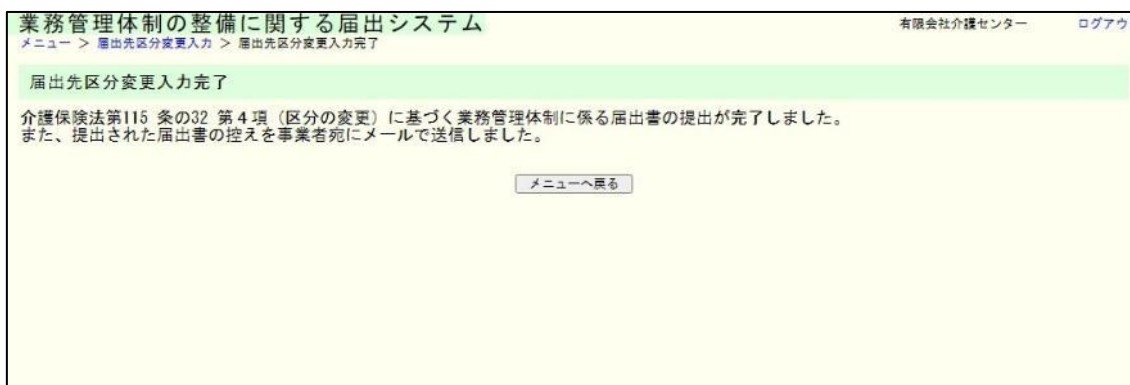 業務管理体制の整備に関する届出システム
有限会社介護センター
ログアウ
メニュー ＞ 届出先区分変更入力 ＞ 届出先区分変更入力完了
届出先区分変更入力完了
介護保険法第115 条の32 第４項（区分の変更）に基づく業務管理体制に係る届出書の提出が完了しました。
また、提出された届出書の控えを事業者宛にメールで送信しました。
メニューへ戻る